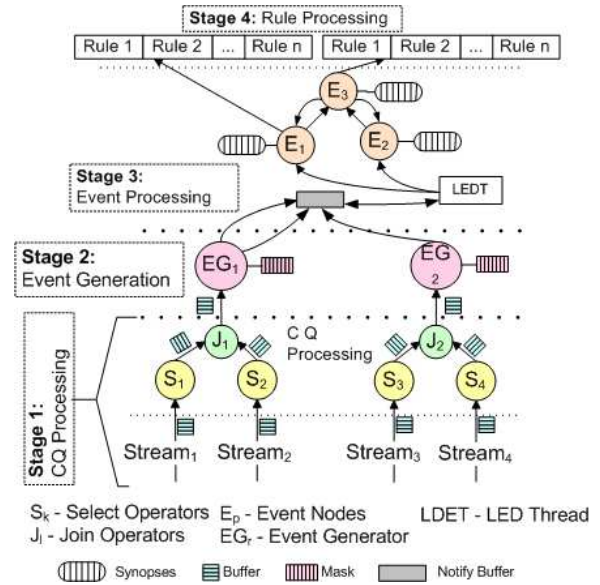 Stage 4: Rule Processing
Rule 1 Rule 2 ... Rule n Rule 1 Rule 2 ... Rule n
E3
E1 E2
Stage 3:
Event Processing
LEDT
Stage 2:
Event Generation
EG1 EG
2
Stage 1:
CQ Processing
J1 C Q
Processing J2
S1 S2 S3 S4
Stream1 Stream2 Stream3 Stream4
Sk - Select Operators Ep - Event Nodes LDET - LED Thread
Jl - Join Operators EGr - Event Generator
Synopses Buffer Mask Notify Buffer